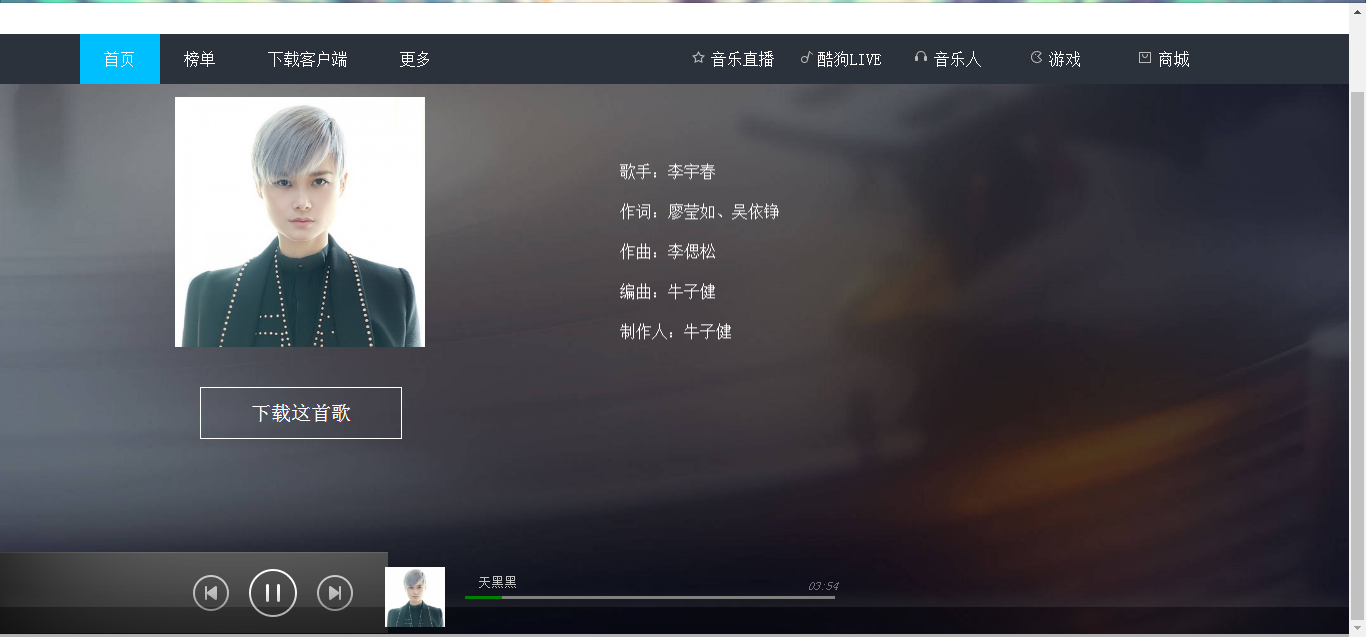 首页 榜单 下载客户端 更多 音乐直播 酷狗LIVE 音乐人 游戏 商城
歌手：李宇春
作词：廖莹如、吴依铮
作曲：李偲松
编曲：牛子健
制作人：牛子健
下载这首歌
天黑黑
03:54